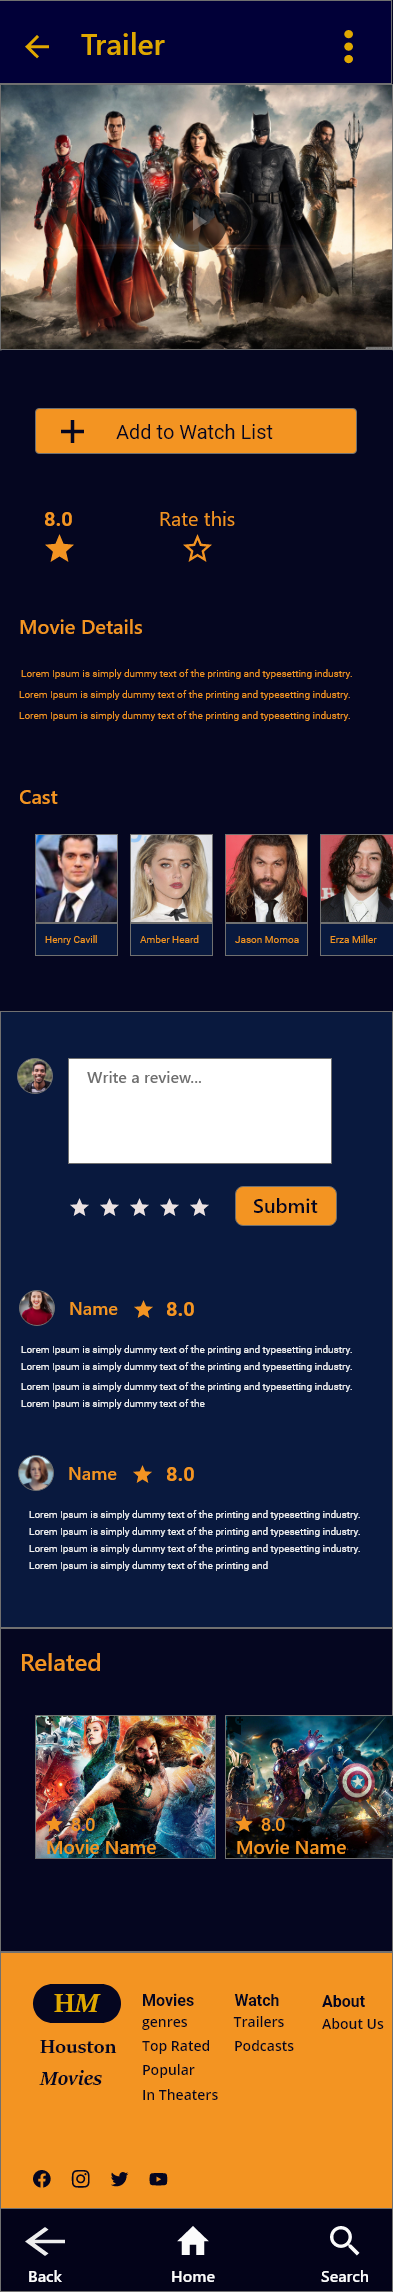 Trailer
Add to Watch List
8.0
Rate this
Movie Details
Lorem Ipsum is simply dummy text of the printing and typesetting industry.
Lorem Ipsum is simply dummy text of the printing and typesetting industry.
Lorem Ipsum is simply dummy text of the printing and typesetting industry.
Cast
Henry Cavill
Amber Heard
Jason Momoa
Erza Miller
Write a review...
Submit
Name 8.0
Lorem Ipsum is simply dummy text of the printing and typesetting industry.
Lorem Ipsum is simply dummy text of the printing and typesetting industry.
Lorem Ipsum is simply dummy text of the printing and typesetting industry.
Lorem Ipsum is simply dummy text of the
Name 8.0
Lorem Ipsum is simply dummy text of the printing and typesetting industry.
Lorem Ipsum is simply dummy text of the printing and typesetting industry.
Lorem Ipsum is simply dummy text of the printing and typesetting industry.
Lorem Ipsum is simply dummy text of the printing and
Related
8.0
Movie Name
8.0
Movie Name
HM
Houston
Movies
Movies
genres
Top Rated
Popular
In Theaters
Watch
Trailers
Podcasts
About
About Us
Back
Home
Search